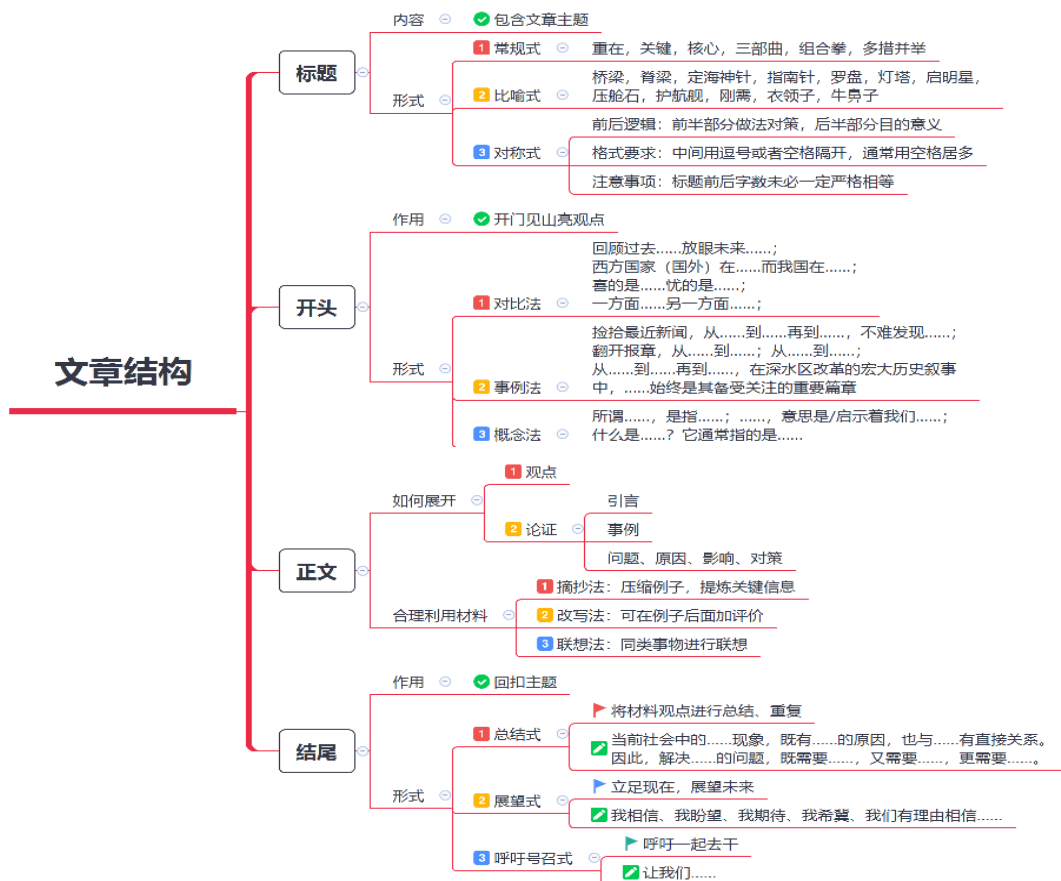 文章结构
标题
内容
包含文章主题
形式
1 常规式
重在，关键，核心，三部曲，组合拳，多措并举
2 比喻式
桥梁，脊梁，定海神针，指南针，罗盘，灯塔，启明星，
压舱石，护航舰，刚需，衣领子，牛鼻子
3 对称式
前后逻辑：前半部分做法对策，后半部分目的意义
格式要求：中间用逗号或者空格隔开，通常用空格居多
注意事项：标题前后字数未必一定严格相等
开头
作用
开门见山亮观点
形式
1 对比法
回顾过去……放眼未来……；
西方国家（国外）在……而我国在……；
喜的是……忧的是……；
一方面……另一方面……；
2 事例法
捡拾最近新闻，从……到……再到……，不难发现……；
翻开报章，从……到……；从……到……；
从……到……再到……，在深水区改革的宏大历史叙事
中，……始终是其备受关注的重要篇章
3 概念法
所谓……，是指……；……，意思是/启示着我们……；
什么是……？它通常指的是……
正文
如何展开
1 观点
2 论证
引言
事例
问题、原因、影响、对策
合理利用材料
1 摘抄法：压缩例子，提炼关键信息
2 改写法：可在例子后面加评价
3 联想法：同类事物进行联想
结尾
作用
回扣主题
形式
1 总结式
将材料观点进行总结、重复
当前社会中的……现象，既有……的原因，也与……有直接关系。
因此，解决……的问题，既需要……，又需要……，更需要……。
2 展望式
立足现在，展望未来
我相信、我盼望、我期待、我希冀、我们有理由相信……
3 呼吁号召式
呼吁一起去干
让我们……